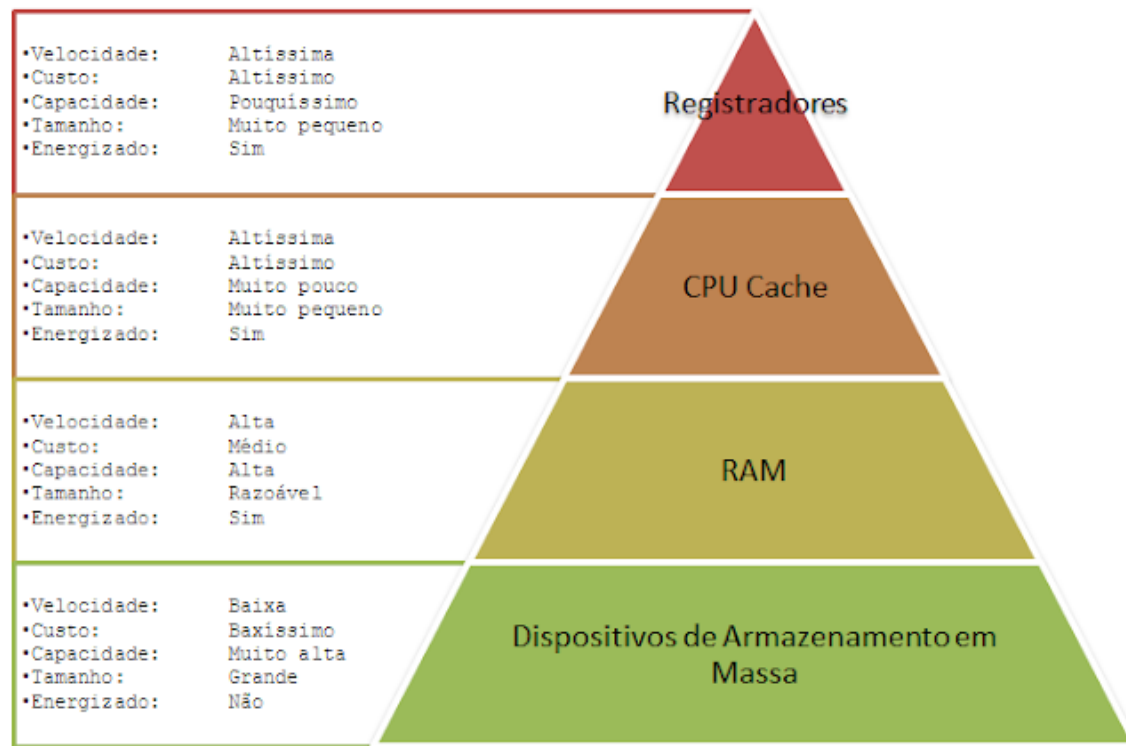 •Velocidade: Altíssima
•Custo: Altíssimo
•Capacidade: Pouquíssimo
•Tamanho: Muito pequeno
•Energizado: Sim
Registradores
•Velocidade: Altíssima
•Custo: Altíssimo
•Capacidade: Muito pouco
•Tamanho: Muito pequeno
•Energizado: Sim
CPU Cache
•Velocidade: Alta
•Custo: Médio
•Capacidade: Alta
•Tamanho: Razoável
•Energizado: Sim
RAM
•Velocidade: Baixa
•Custo: Baxíssimo
•Capacidade: Muito alta
•Tamanho: Grande
•Energizado: Não
Dispositivos de Armazenamento em
Massa